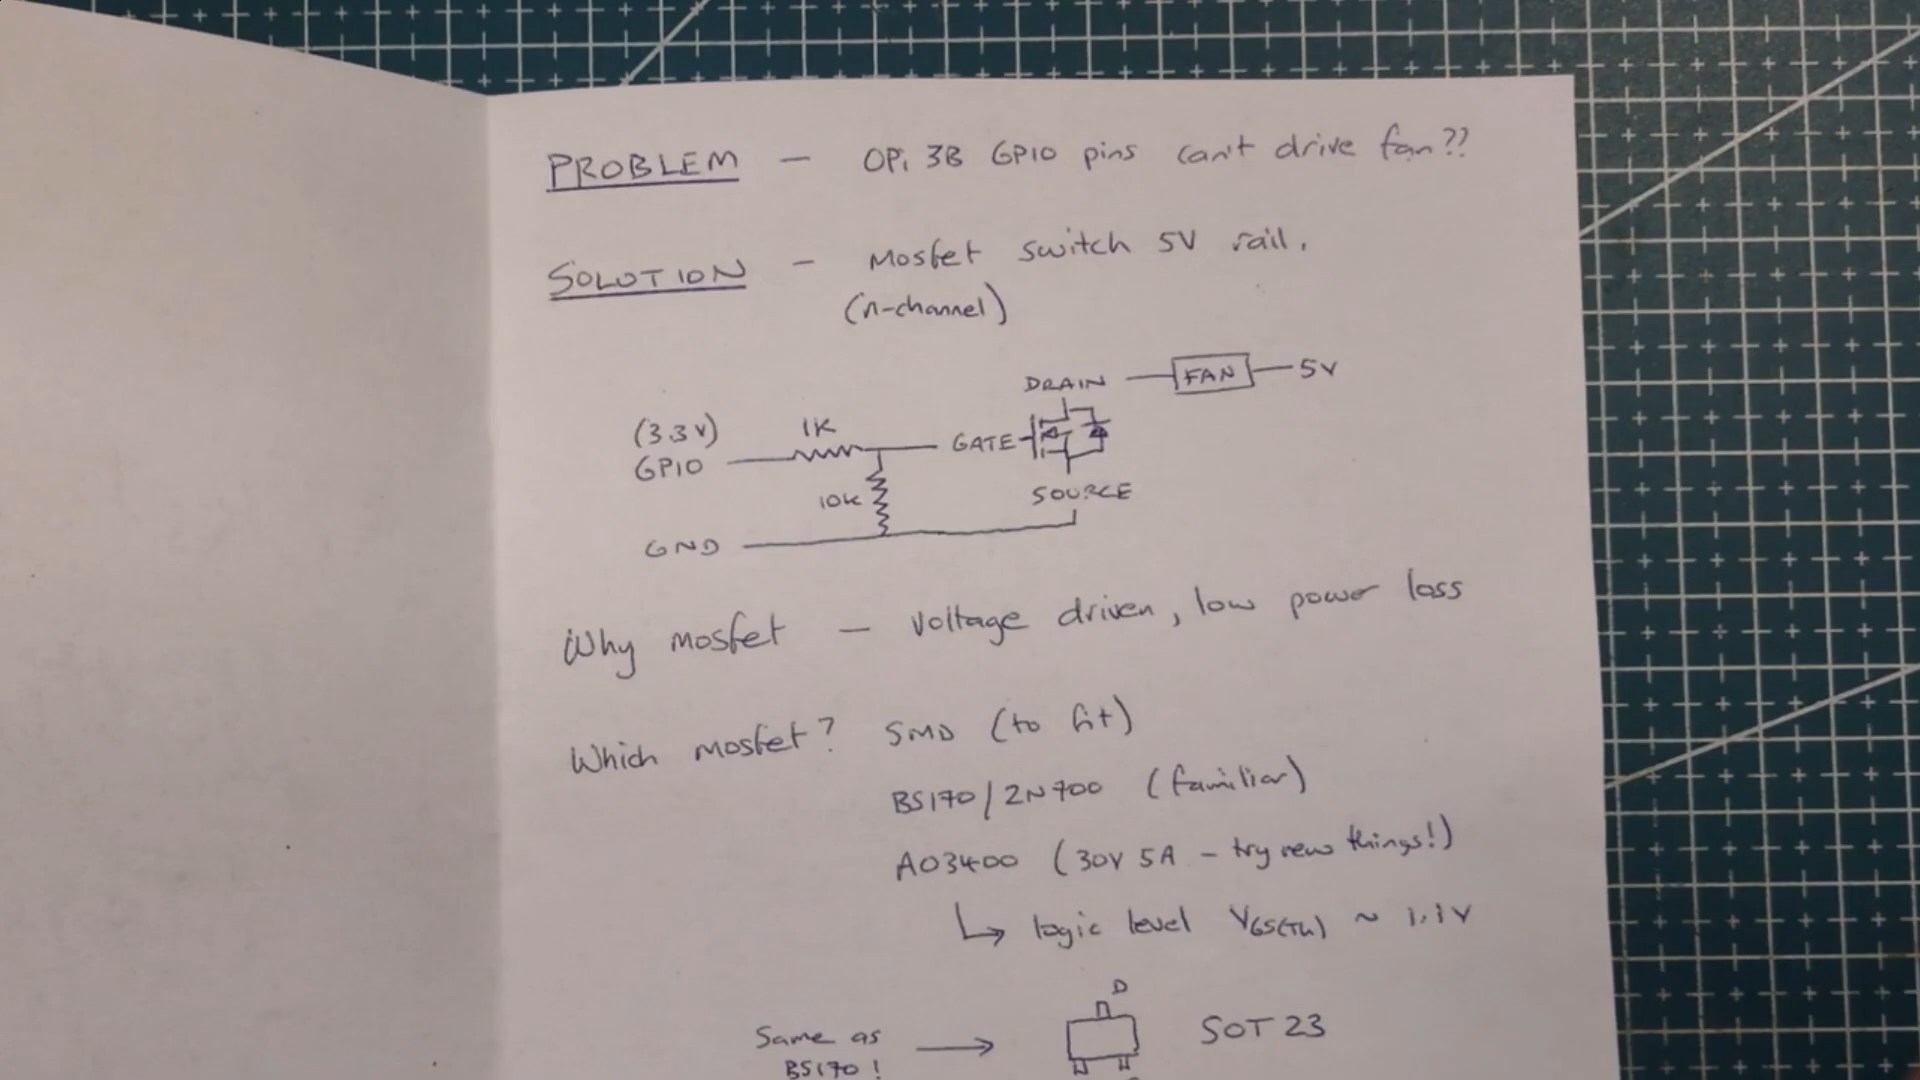 PROBLEM — OPi 3B GPIO pins can't drive fan??
SOLUTION — Mosfet switch 5V rail.
(n-channel)
DRAIN FAN 5V
(3.3V) 1K
GPIO GATE
10K SOURCE
GND
Why mosfet — Voltage driven, low power loss
Which mosfet? SMD (to fit)
BS170/2N700 (familiar)
AO3400 (30V 5A - try new things!)
↳ logic level VGS(TH) ~ 1.1V
D
Same as → SOT 23
BS170!